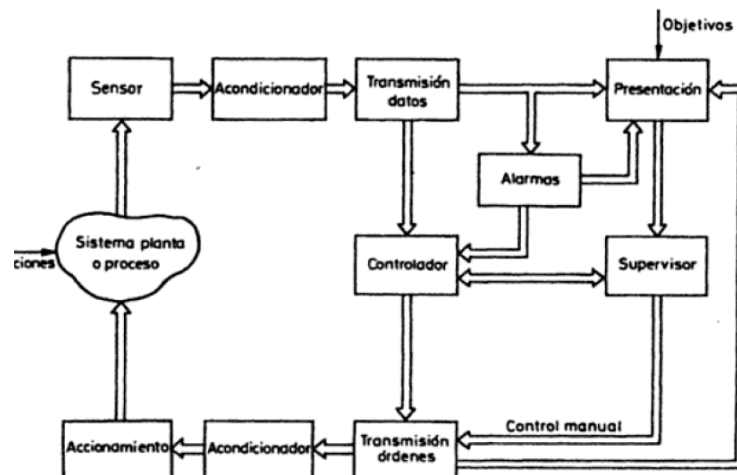 Objetivos
Sensor
Acondicionador
Transmisión
datos
Presentación
Alarmas
Sistema planta
o proceso
ciones
Controlador
Supervisor
Control manual
Accionamiento
Acondicionador
Transmisión
órdenes